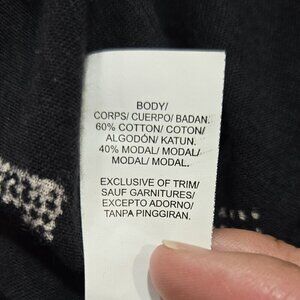 BODY/
CORPS/ CUERPO/ BADAN.
60% COTTON/ COTON/
ALGODÓN/ KATUN.
40% MODAL/ MODAL/
MODAL/ MODAL.
EXCLUSIVE OF TRIM/
SAUF GARNITURES/
EXCEPTO ADORNO/
TANPA PINGGIRAN.